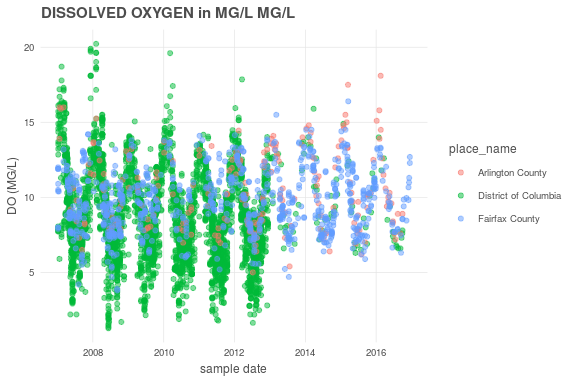 DISSOLVED OXYGEN in MG/L MG/L
20
15
10
5
DO (MG/L)
2008
2010
2012
2014
2016
sample date
place_name
Arlington County
District of Columbia
Fairfax County